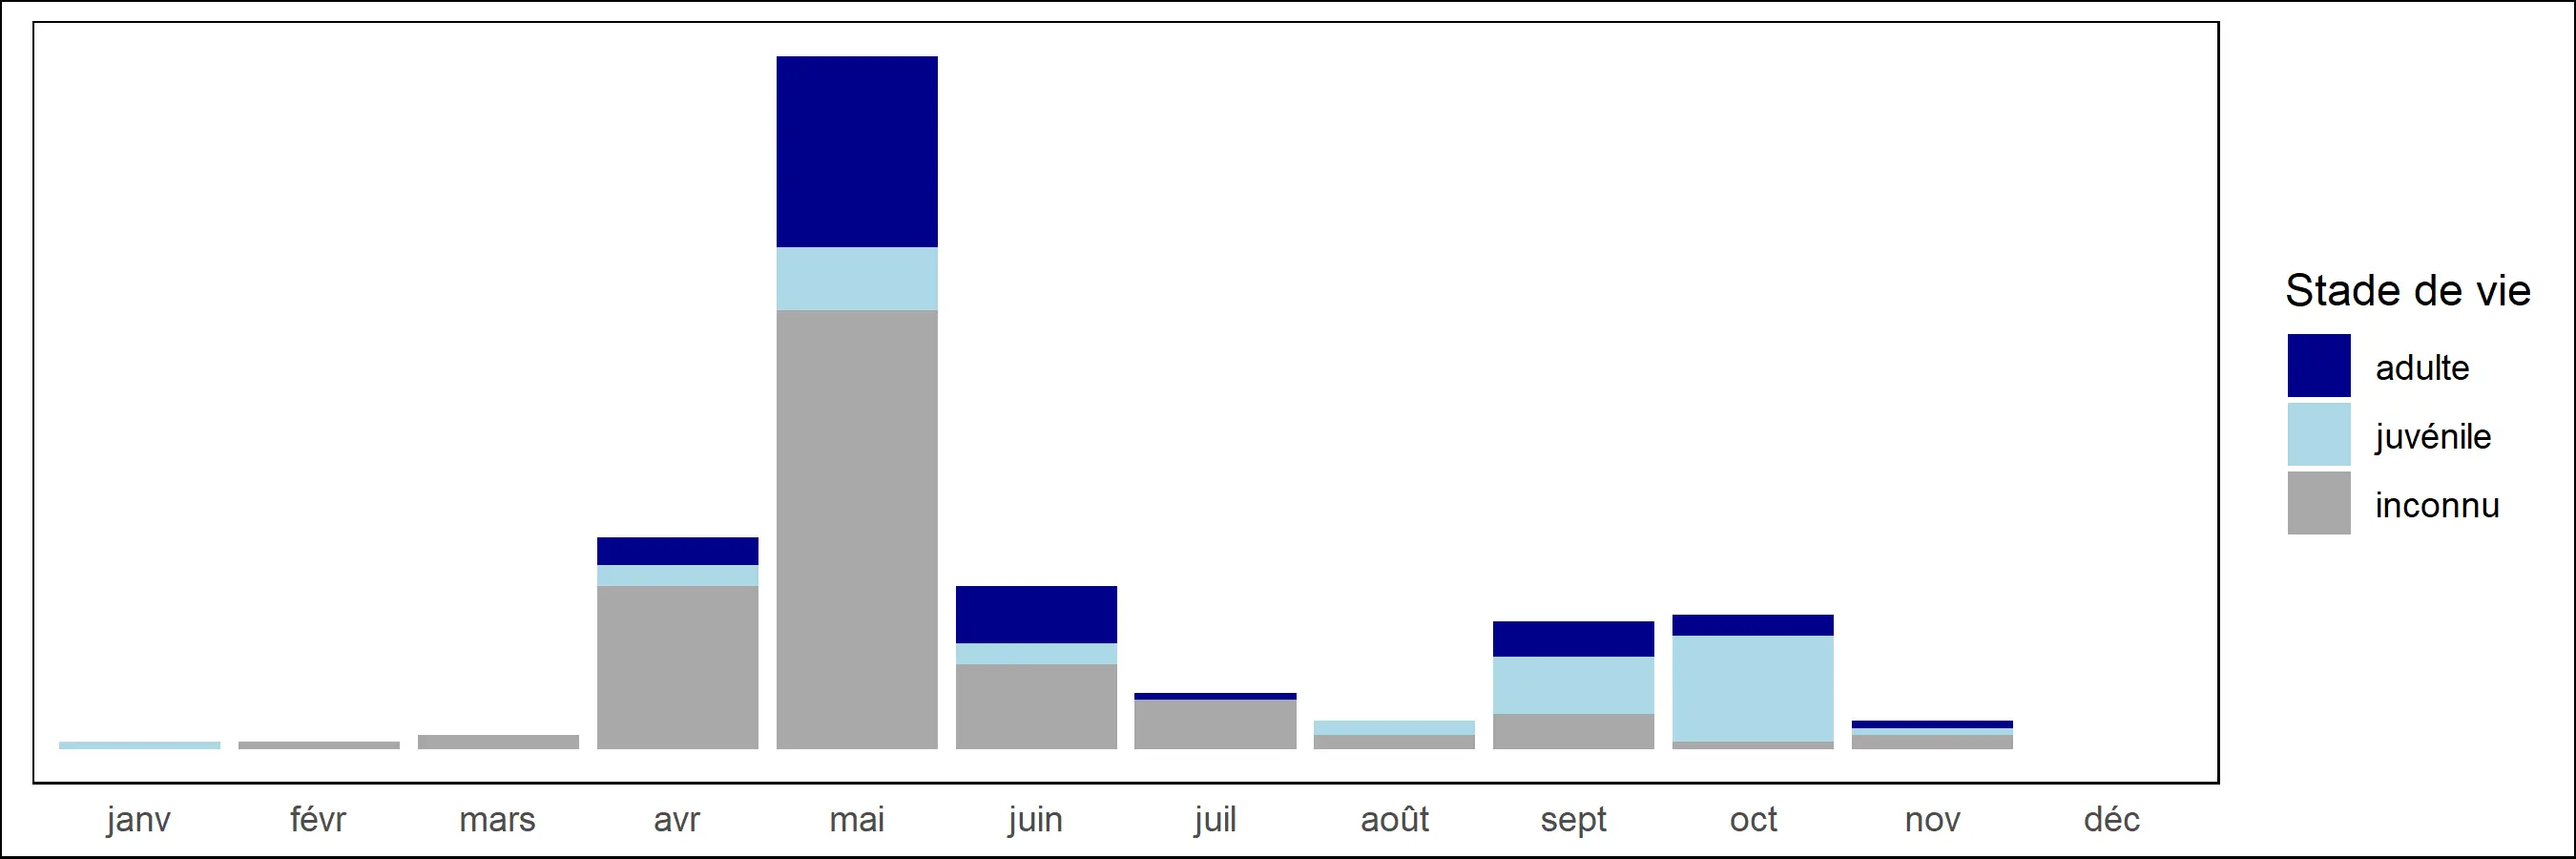 Stade de vie
adulte
juvénile
inconnu
janv févr mars avr mai juin juil août sept oct nov déc